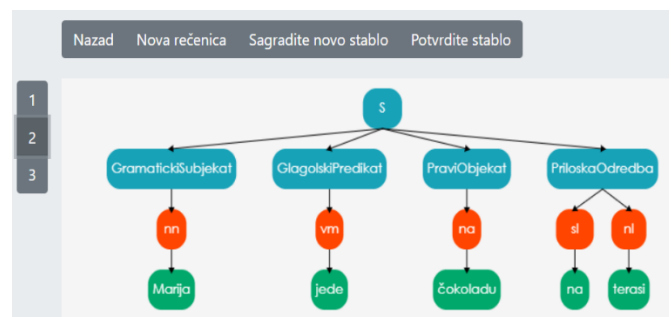 Nazad Nova rečenica Sagradite novo stablo Potvrdite stablo
1
S
2
GramatickiSubjekat GlagolskiPredikat PraviObjekat PriloskaOdredba
3
nn vm na sl nl
Marija jede čokoladu na terasi